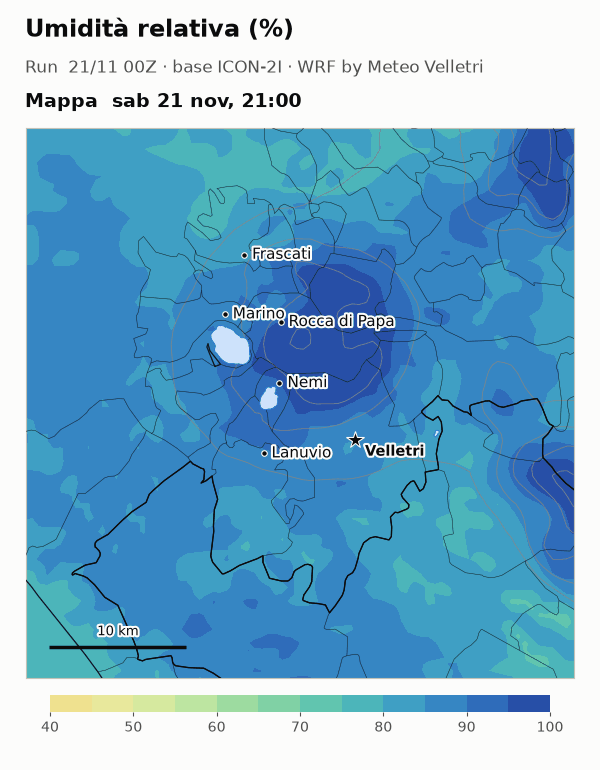 Umidità relativa (%)
Run  21/11 00Z · base ICON-2I · WRF by Meteo Velletri
Mappa  sab 21 nov, 21:00
Frascati
Marino
Rocca di Papa
Nemi
Velletri
Lanuvio
10 km
40 50 60 70 80 90 100